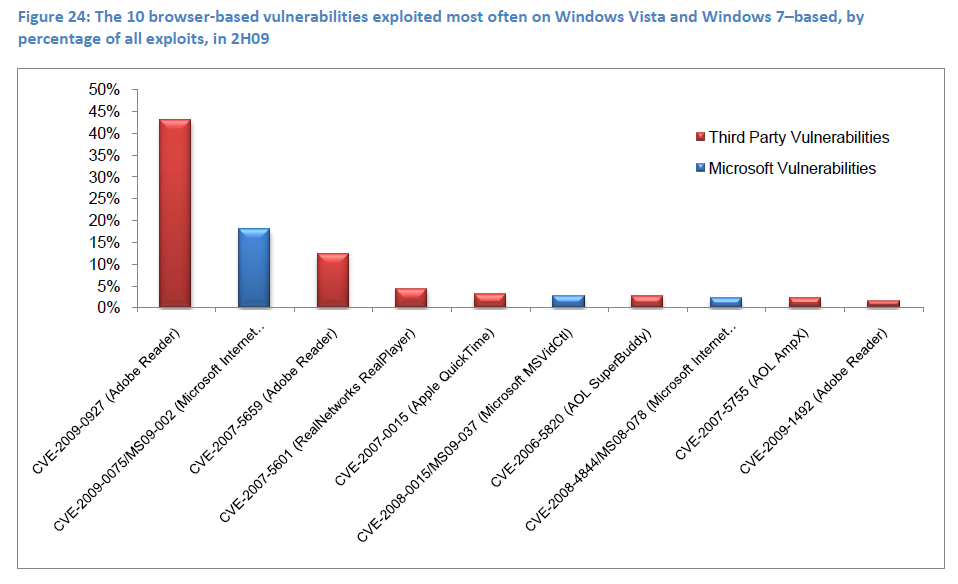 Figure 24: The 10 browser-based vulnerabilities exploited most often on Windows Vista and Windows 7–based, by
percentage of all exploits, in 2H09
50%
45%
40%
35%
30%
25%
20%
15%
10%
5%
0%
Third Party Vulnerabilities
Microsoft Vulnerabilities
CVE-2009-0927 (Adobe Reader)
CVE-2009-0075/MS09-002 (Microsoft Internet...
CVE-2007-5659 (Adobe Reader)
CVE-2007-5601 (RealNetworks RealPlayer)
CVE-2007-0015 (Apple QuickTime)
CVE-2008-0015/MS09-037 (Microsoft MSVidCtl)
CVE-2006-5820 (AOL SuperBuddy)
CVE-2008-4844/MS08-078 (Microsoft Internet...
CVE-2007-5755 (AOL AmpX)
CVE-2009-1492 (Adobe Reader)